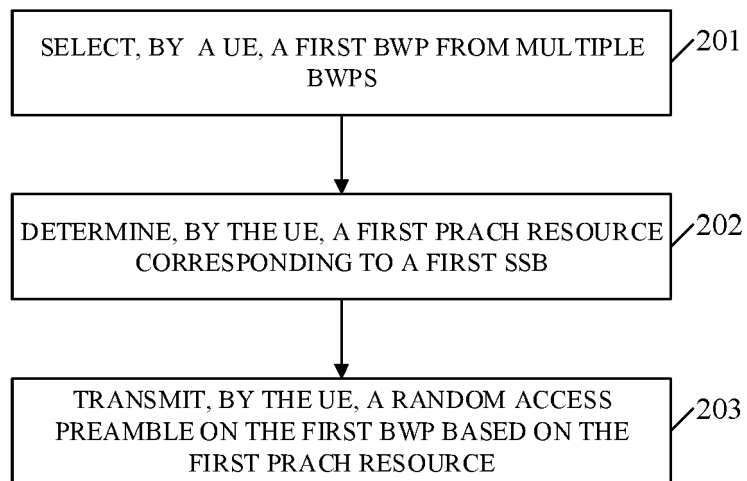 SELECT, BY A UE, A FIRST BWP FROM MULTIPLE
BWPS
201
DETERMINE, BY THE UE, A FIRST PRACH RESOURCE
CORRESPONDING TO A FIRST SSB
202
TRANSMIT, BY THE UE, A RANDOM ACCESS
PREAMBLE ON THE FIRST BWP BASED ON THE
FIRST PRACH RESOURCE
203